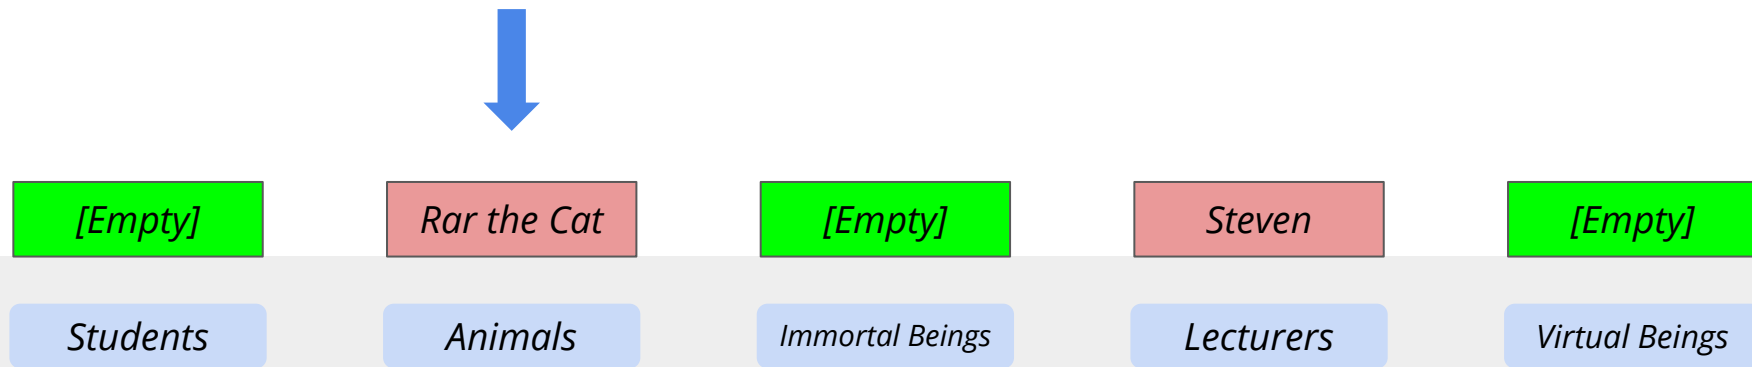 [Empty]
Rar the Cat
[Empty]
Steven
[Empty]
Students
Animals
Immortal Beings
Lecturers
Virtual Beings